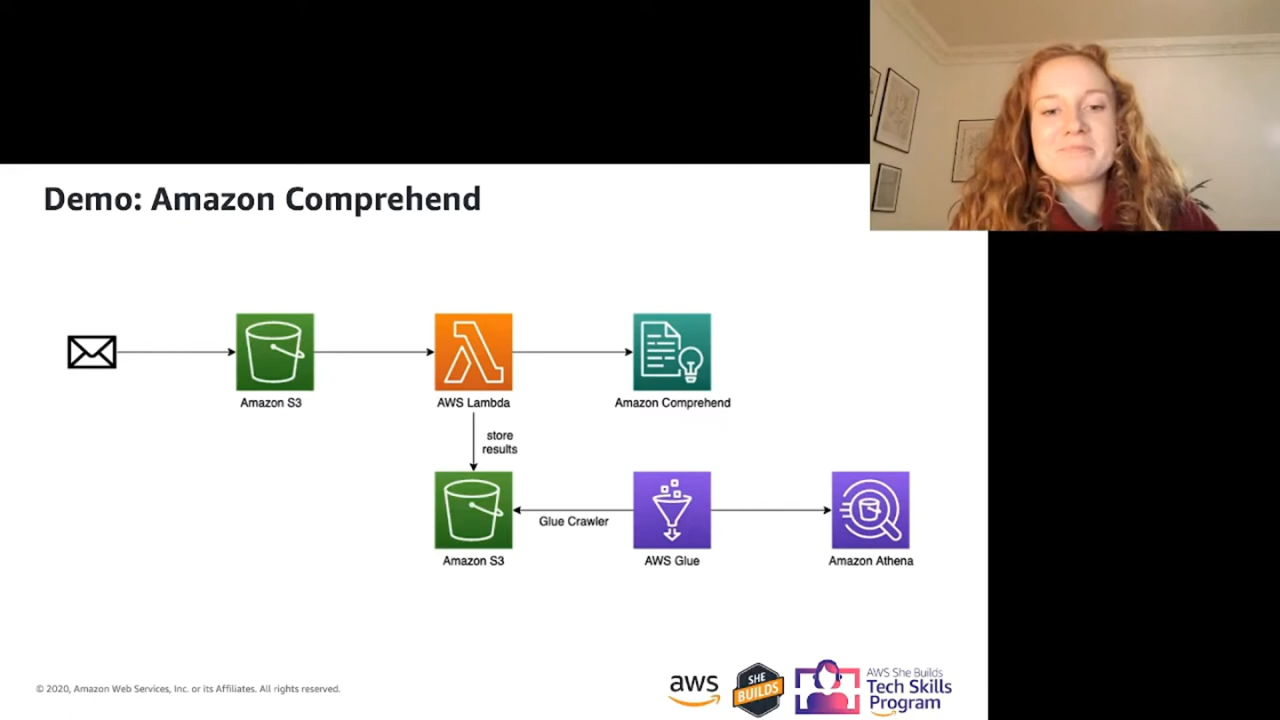 Demo: Amazon Comprehend
Amazon S3
AWS Lambda
Amazon Comprehend
store
results
Glue Crawler
Amazon S3
AWS Glue
Amazon Athena
© 2020, Amazon Web Services, Inc. or its Affiliates. All rights reserved.
aws
SHE
BUILDS
AWS She Builds
Tech Skills
Program